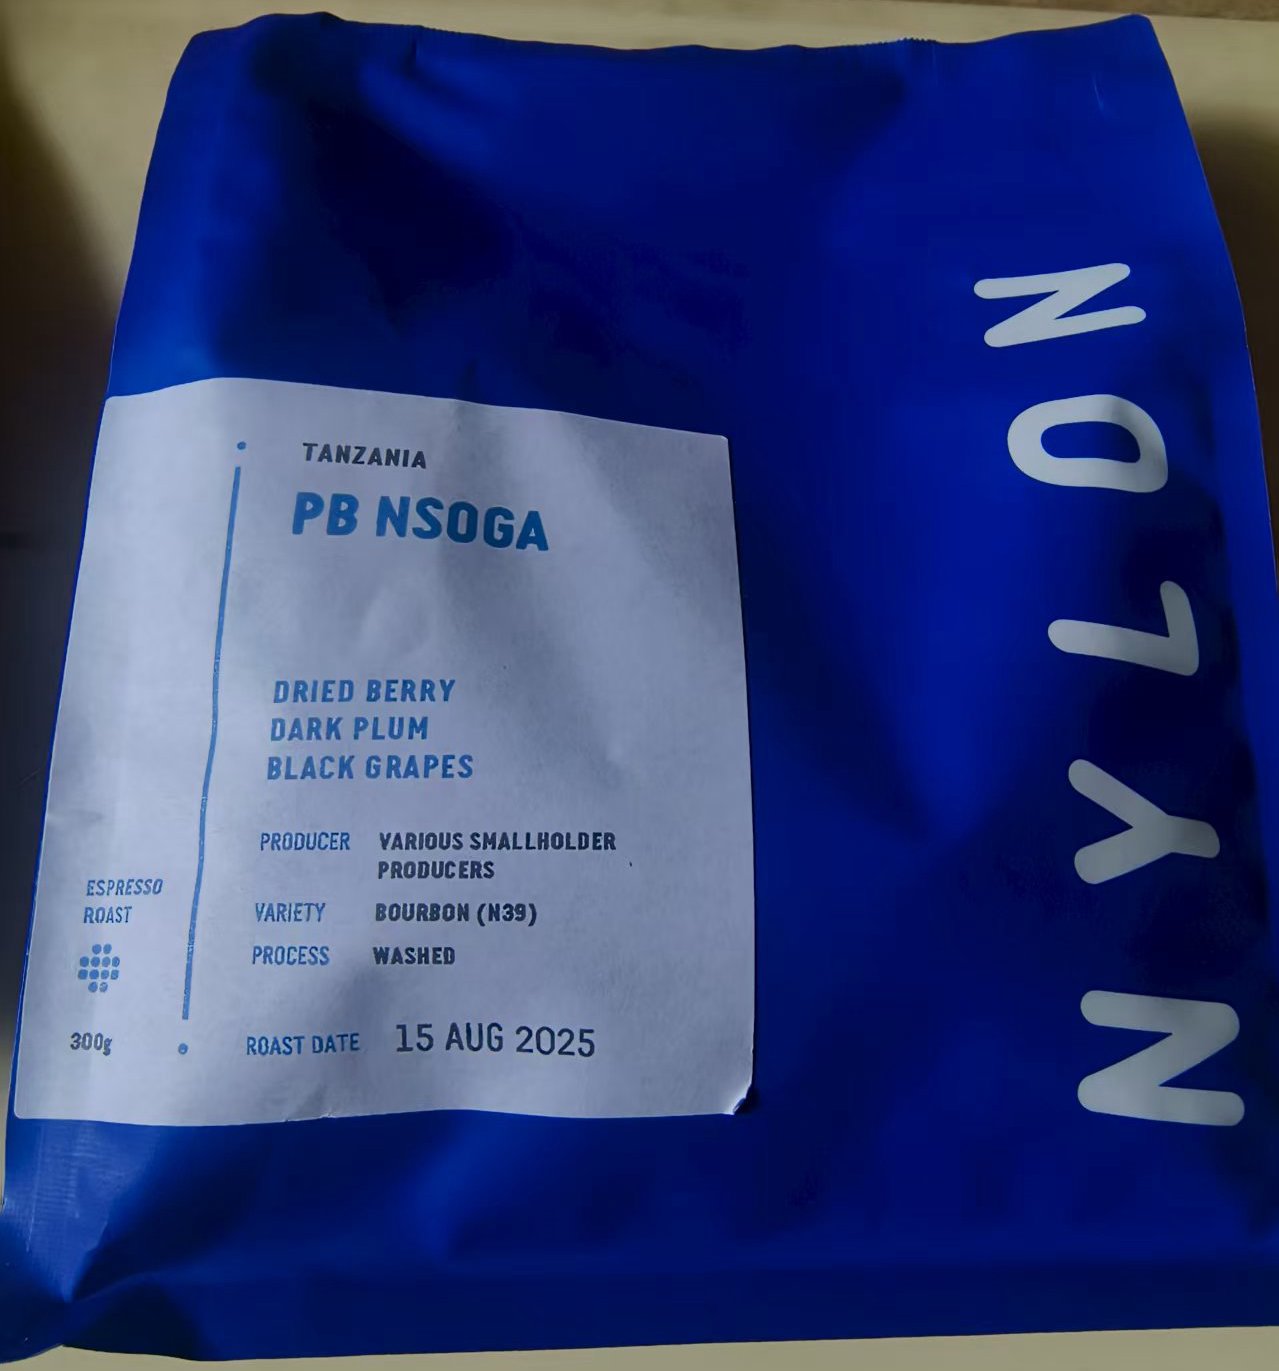 TANZANIA
PB NSOGA
DRIED BERRY
DARK PLUM
BLACK GRAPES
PRODUCER VARIOUS SMALLHOLDER
PRODUCERS
VARIETY BOURBON (N39)
PROCESS WASHED
ROAST DATE 15 AUG 2025
ESPRESSO
ROAST
300g
NYLON